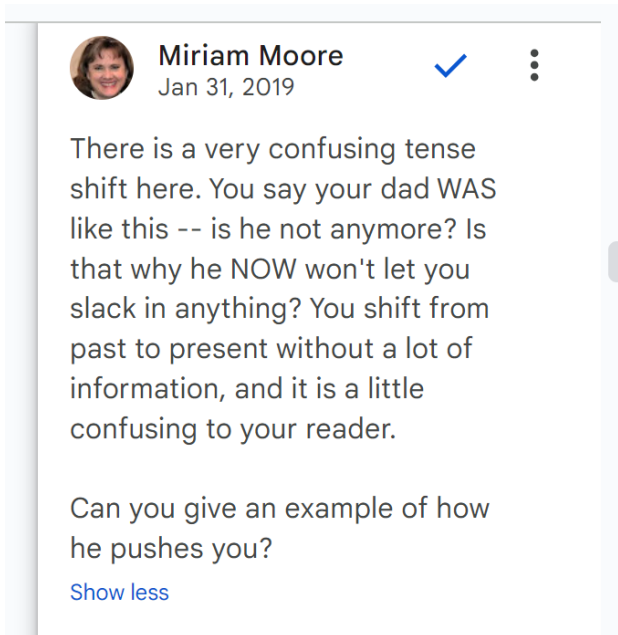 Miriam Moore
Jan 31, 2019
There is a very confusing tense
shift here. You say your dad WAS
like this -- is he not anymore? Is
that why he NOW won't let you
slack in anything? You shift from
past to present without a lot of
information, and it is a little
confusing to your reader.
Can you give an example of how
he pushes you?
Show less